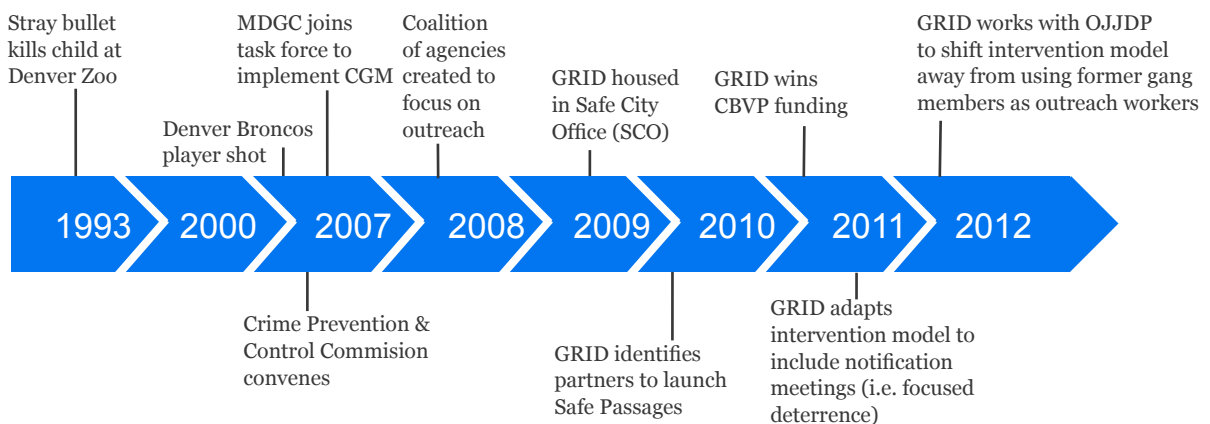 Stray bullet
kills child at
Denver Zoo
Denver Broncos
player shot
MDGC joins
task force to
implement CGM
Coalition
of agencies
created to
focus on
outreach
GRID housed
in Safe City
Office (SCO)
GRID wins
CBVP funding
GRID works with OJJDP
to shift intervention model
away from using former gang
members as outreach workers
1993
2000
2007
2008
2009
2010
2011
2012
Crime Prevention &
Control Commision
convenes
GRID identifies
partners to launch
Safe Passages
GRID adapts
intervention model to
include notification
meetings (i.e. focused
deterrence)